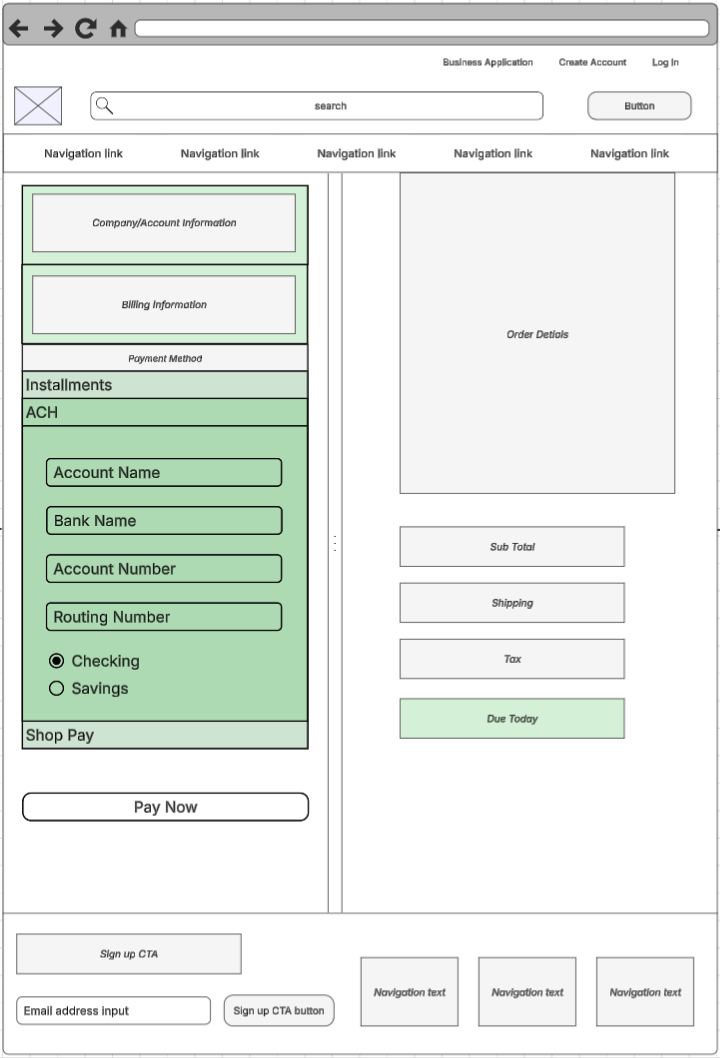 Business Application
Create Account
Log In
search
Button
Navigation link
Navigation link
Navigation link
Navigation link
Navigation link
Company/Account Information
Billing Information
Payment Method
Installments
ACH
Account Name
Bank Name
Account Number
Routing Number
Checking
Savings
Shop Pay
Pay Now
Order Detials
Sub Total
Shipping
Tax
Due Today
Sign up CTA
Email address input
Sign up CTA button
Navigation text
Navigation text
Navigation text